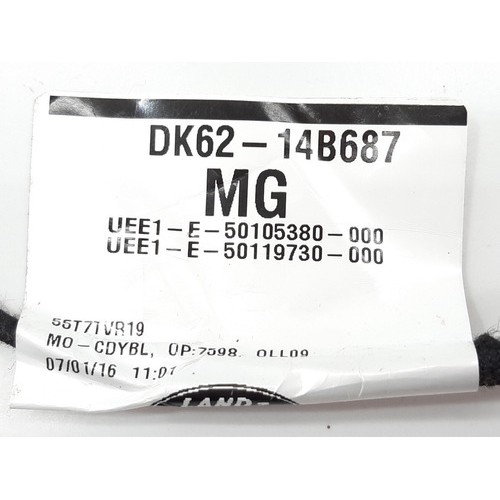 DK62-14B687
MG
UEE1-E-50105380-000
UEE1-E-50119730-000
55T71VR19
MO-CDYBL, OP:7598, OLL09
07/01/16 11:01
LAND-